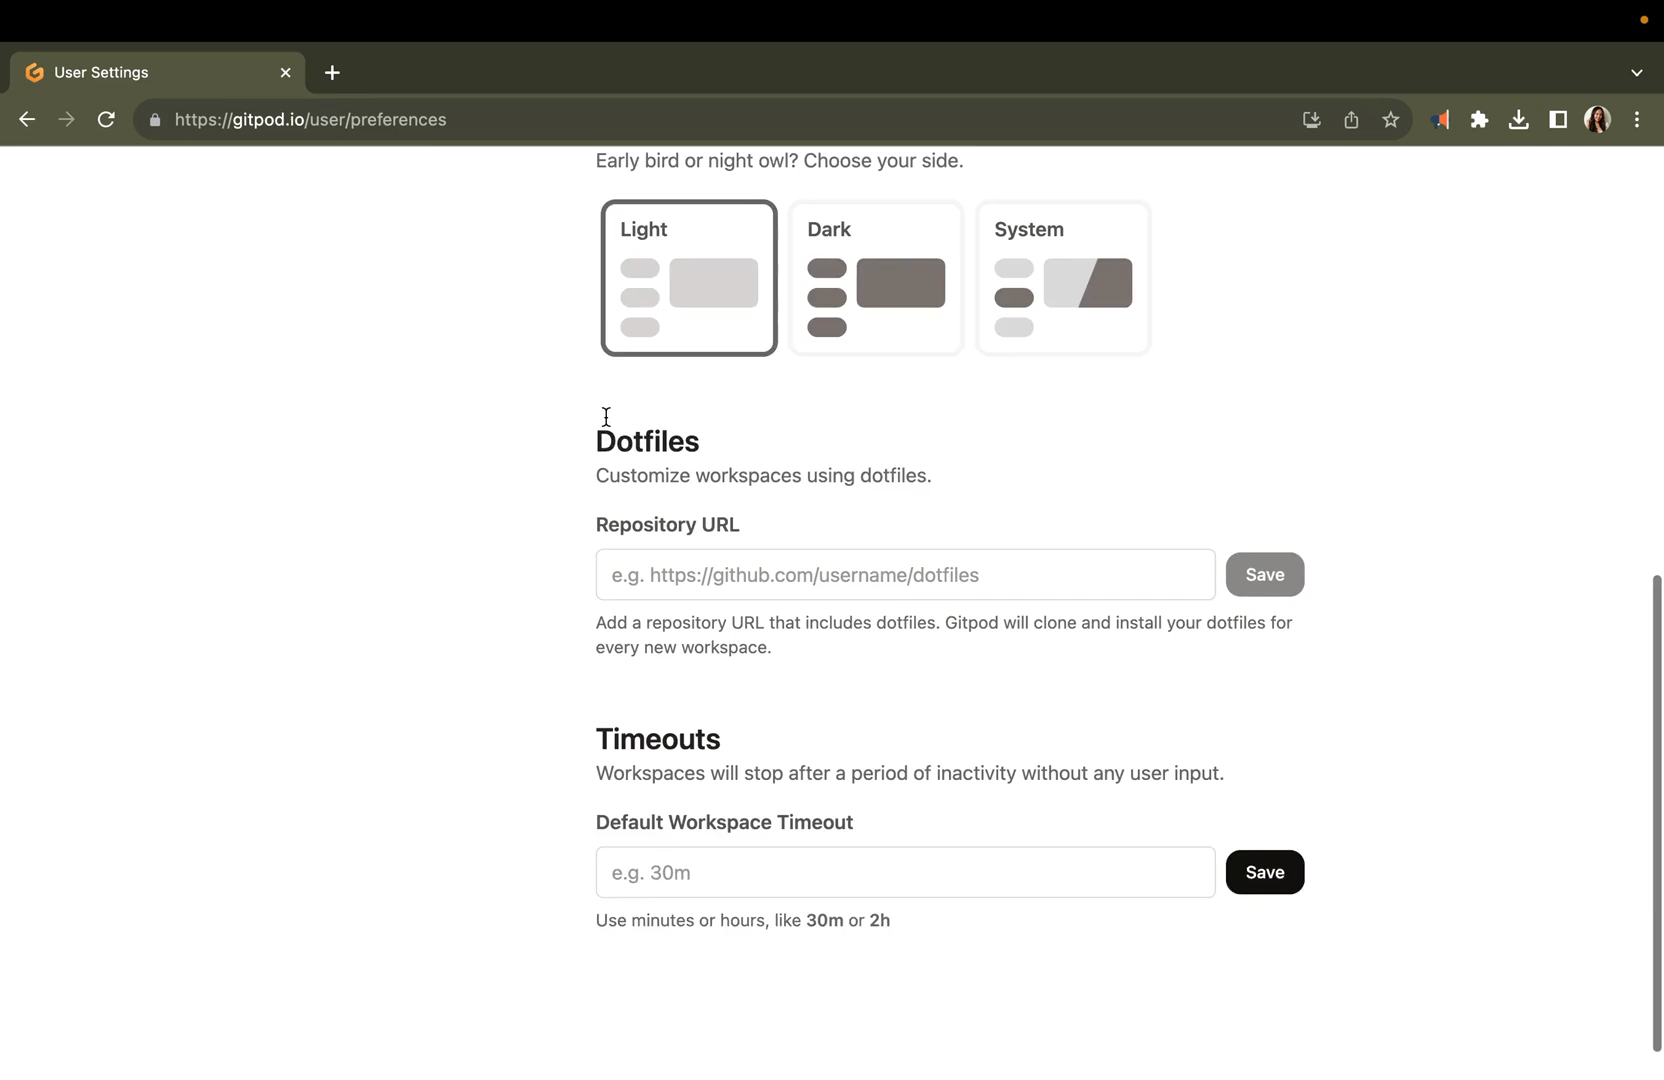 User Settings
https://gitpod.io/user/preferences
Early bird or night owl? Choose your side.
Light
Dark
System
Dotfiles
Customize workspaces using dotfiles.
Repository URL
e.g. https://github.com/username/dotfiles
Save
Add a repository URL that includes dotfiles. Gitpod will clone and install your dotfiles for
every new workspace.
Timeouts
Workspaces will stop after a period of inactivity without any user input.
Default Workspace Timeout
e.g. 30m
Save
Use minutes or hours, like 30m or 2h